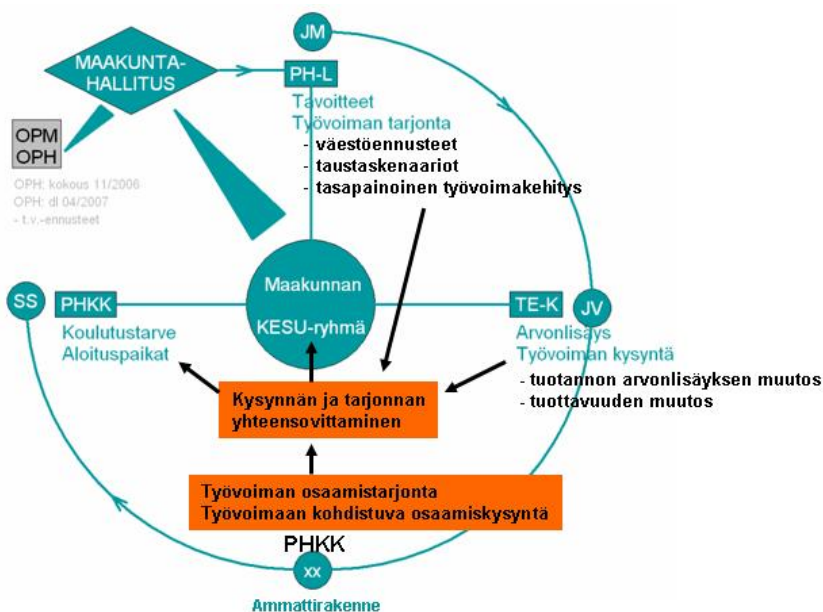 JM
MAAKUNTA-
HALLITUS
PH-L
Tavoitteet
Työvoiman tarjonta
- väestöennusteet
- taustaskenaariot
- tasapainoinen työvoimakehitys
OPM
OPH
OPH: kokous 11/2006
OPH: dl 04/2007
- t.v.-ennusteet
Maakunnan
KESU-ryhmä
SS
PHKK
Koulutustarve
Aloituspaikat
TE-K
JV
Arvonlisäys
Työvoiman kysyntä
- tuotannon arvonlisäyksen muutos
- tuottavuuden muutos
Kysynnän ja tarjonnan
yhteensovittaminen
Työvoiman osaamistarjonta
Työvoimaan kohdistuva osaamiskysyntä
PHKK
xx
Ammattirakenne